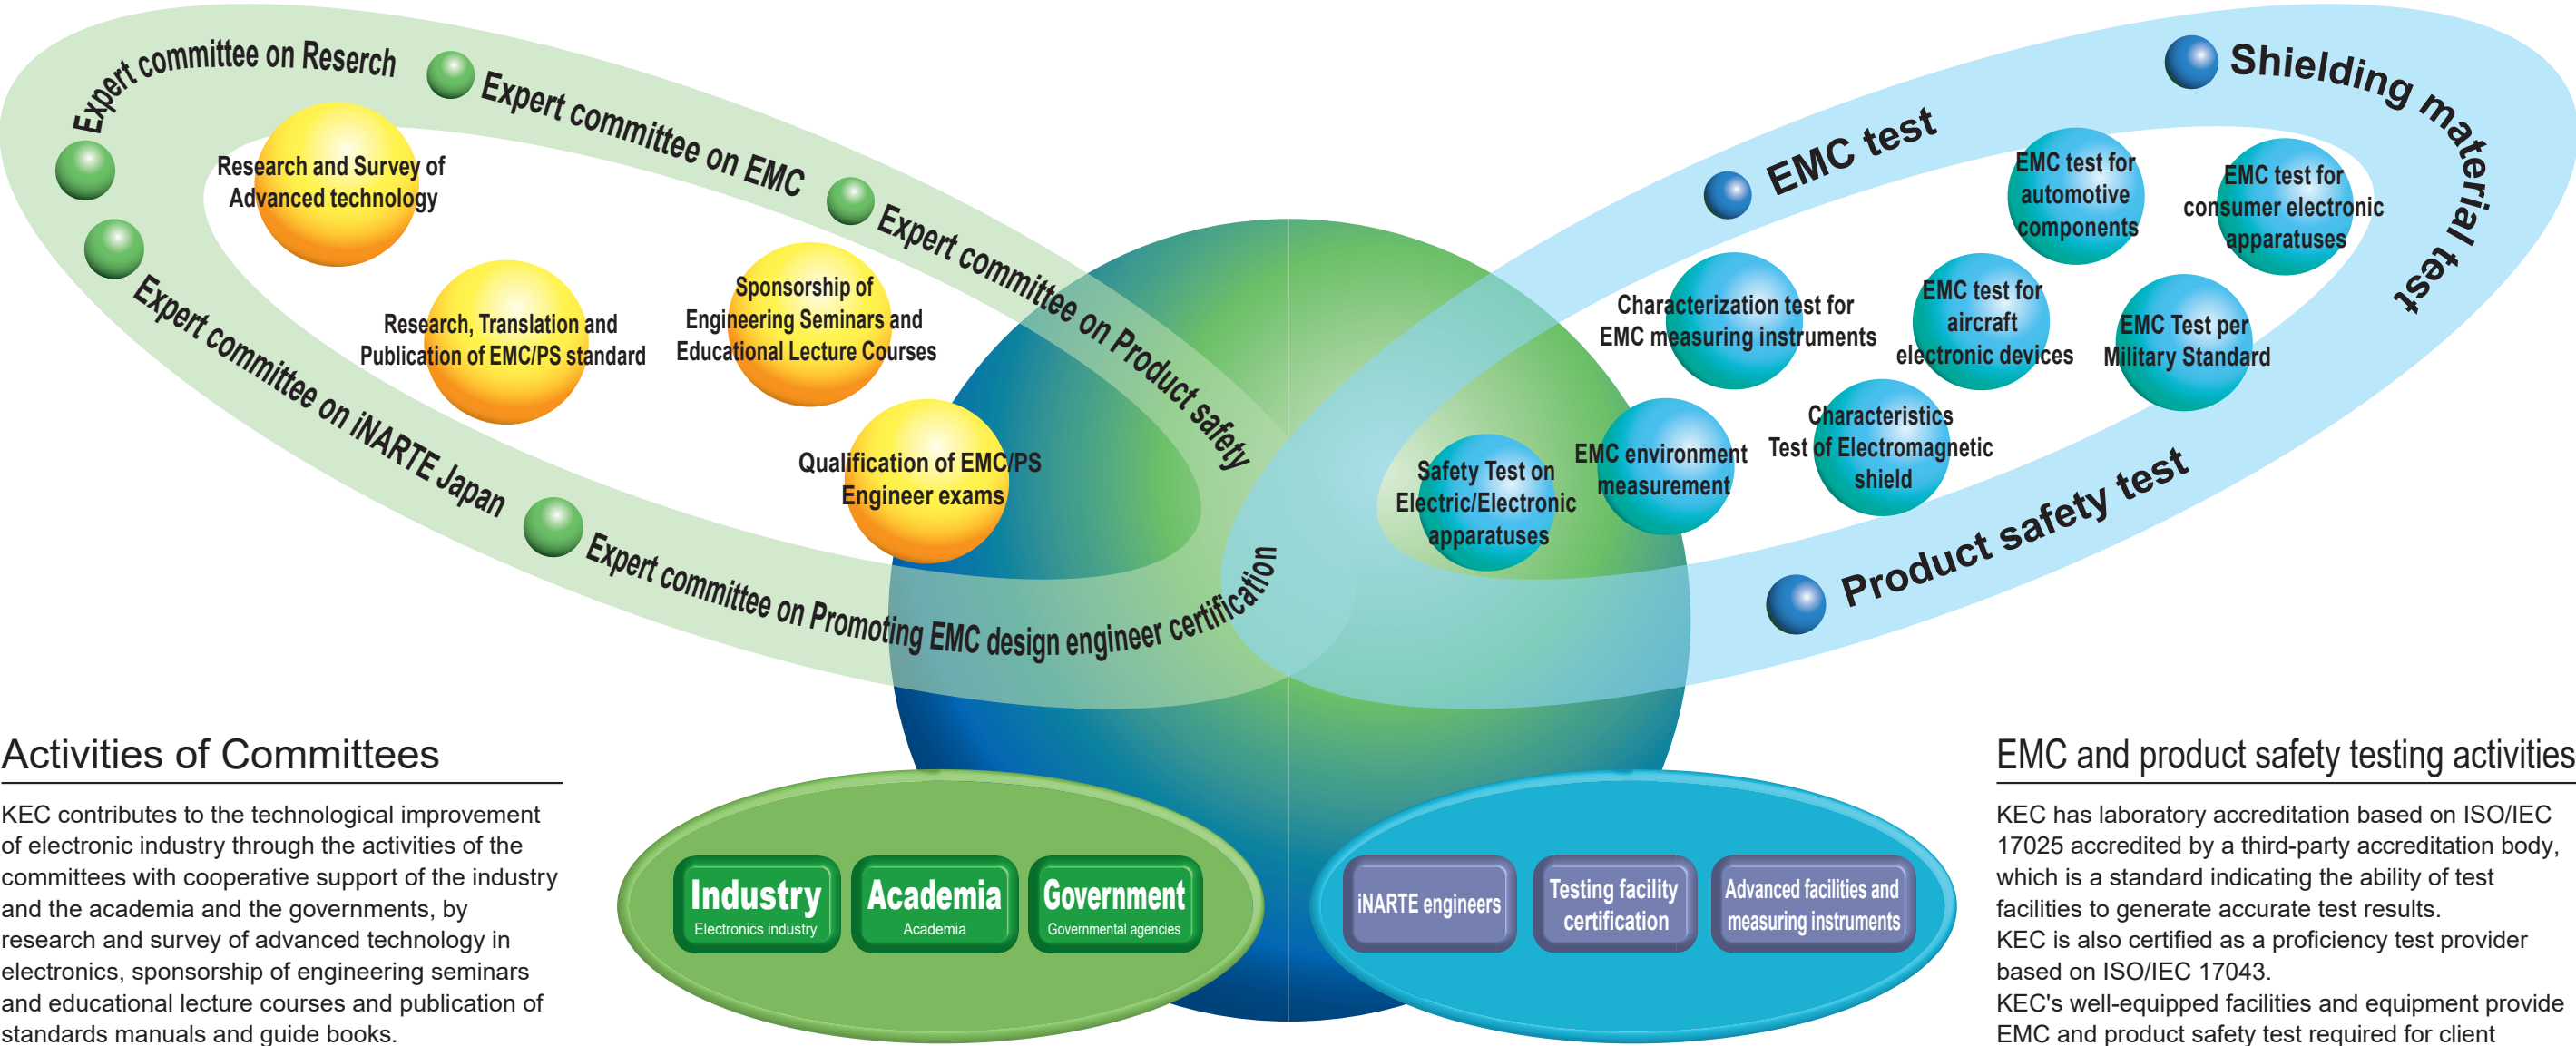 Expert committee on Reserch
Expert committee on EMC
Expert committee on Product safety
Expert committee on iNARTE Japan
Expert committee on Promoting EMC design engineer certification
Research and Survey of
Advanced technology
Research, Translation and
Publication of EMC/PS standard
Sponsorship of
Engineering Seminars and
Educational Lecture Courses
Qualification of EMC/PS
Engineer exams
EMC test
Shielding material test
Product safety test
EMC test for
automotive
components
EMC test for
consumer electronic
apparatuses
Characterization test for
EMC measuring instruments
EMC test for
aircraft
electronic devices
EMC Test per
Military Standard
Characteristics
Test of Electromagnetic
shield
EMC environment
measurement
Safety Test on
Electric/Electronic
apparatuses
Activities of Committees
KEC contributes to the technological improvement
of electronic industry through the activities of the
committees with cooperative support of the industry
and the academia and the governments, by
research and survey of advanced technology in
electronics, sponsorship of engineering seminars
and educational lecture courses and publication of
standards manuals and guide books.
Industry
Electronics industry
Academia
Academia
Government
Governmental agencies
iNARTE engineers
Testing facility
certification
Advanced facilities and
measuring instruments
EMC and product safety testing activities
KEC has laboratory accreditation based on ISO/IEC
17025 accredited by a third-party accreditation body,
which is a standard indicating the ability of test
facilities to generate accurate test results.
KEC is also certified as a proficiency test provider
based on ISO/IEC 17043.
KEC's well-equipped facilities and equipment provide
EMC and product safety test required for client